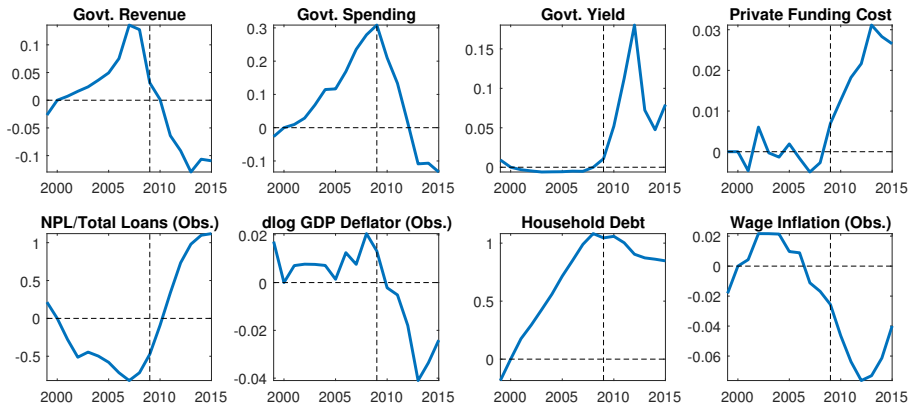 Govt. Revenue
0.1
0.05
0
-0.05
-0.1
2000 2005 2010 2015
Govt. Spending
0.3
0.2
0.1
0
-0.1
2000 2005 2010 2015
Govt. Yield
0.15
0.1
0.05
0
2000 2005 2010 2015
Private Funding Cost
0.03
0.02
0.01
0
2000 2005 2010 2015
NPL/Total Loans (Obs.)
1
0.5
0
-0.5
2000 2005 2010 2015
dlog GDP Deflator (Obs.)
0.02
0
-0.02
-0.04
2000 2005 2010 2015
Household Debt
1
0.5
0
2000 2005 2010 2015
Wage Inflation (Obs.)
0.02
0
-0.02
-0.04
-0.06
2000 2005 2010 2015